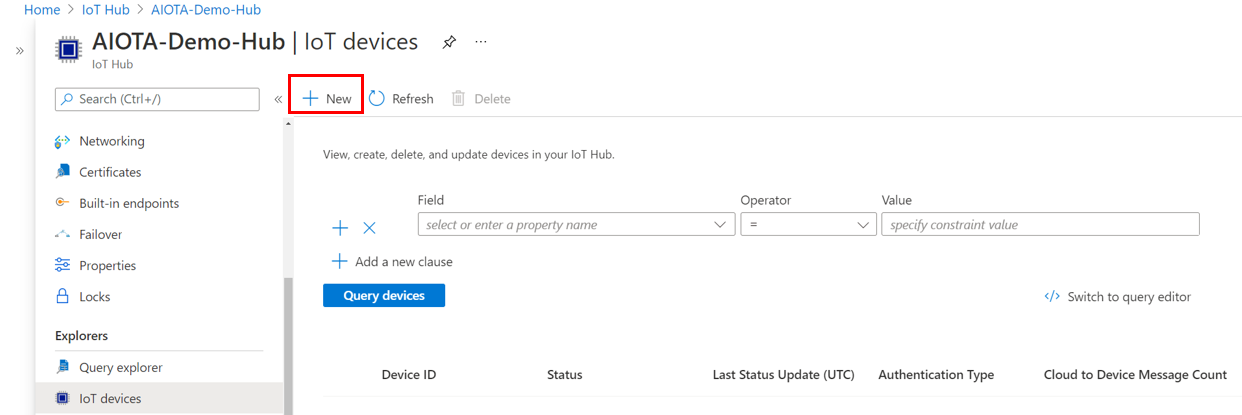 Home > IoT Hub > AIOTA-Demo-Hub
AIOTA-Demo-Hub | IoT devices
IoT Hub
Search (Ctrl+/)
New
Refresh
Delete
Networking
Certificates
Built-in endpoints
Failover
Properties
Locks
Explorers
Query explorer
IoT devices
View, create, delete, and update devices in your IoT Hub.
Field
Operator
Value
select or enter a property name
=
specify constraint value
Add a new clause
Query devices
Switch to query editor
Device ID
Status
Last Status Update (UTC)
Authentication Type
Cloud to Device Message Count